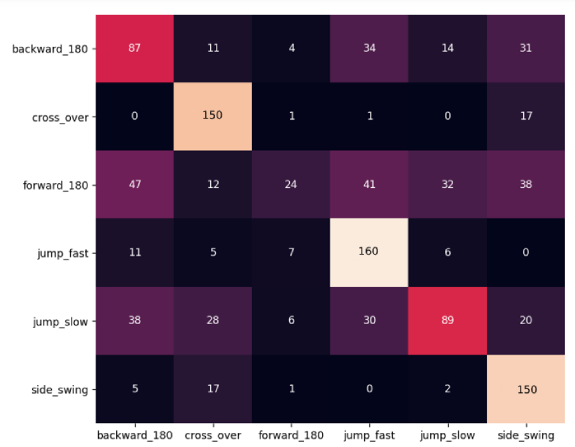 backward_180 87 11 4 34 14 31
cross_over 0 150 1 1 0 17
forward_180 47 12 24 41 32 38
jump_fast 11 5 7 160 6 0
jump_slow 38 28 6 30 89 20
side_swing 5 17 1 0 2 150
backward_180 cross_over forward_180 jump_fast jump_slow side_swing